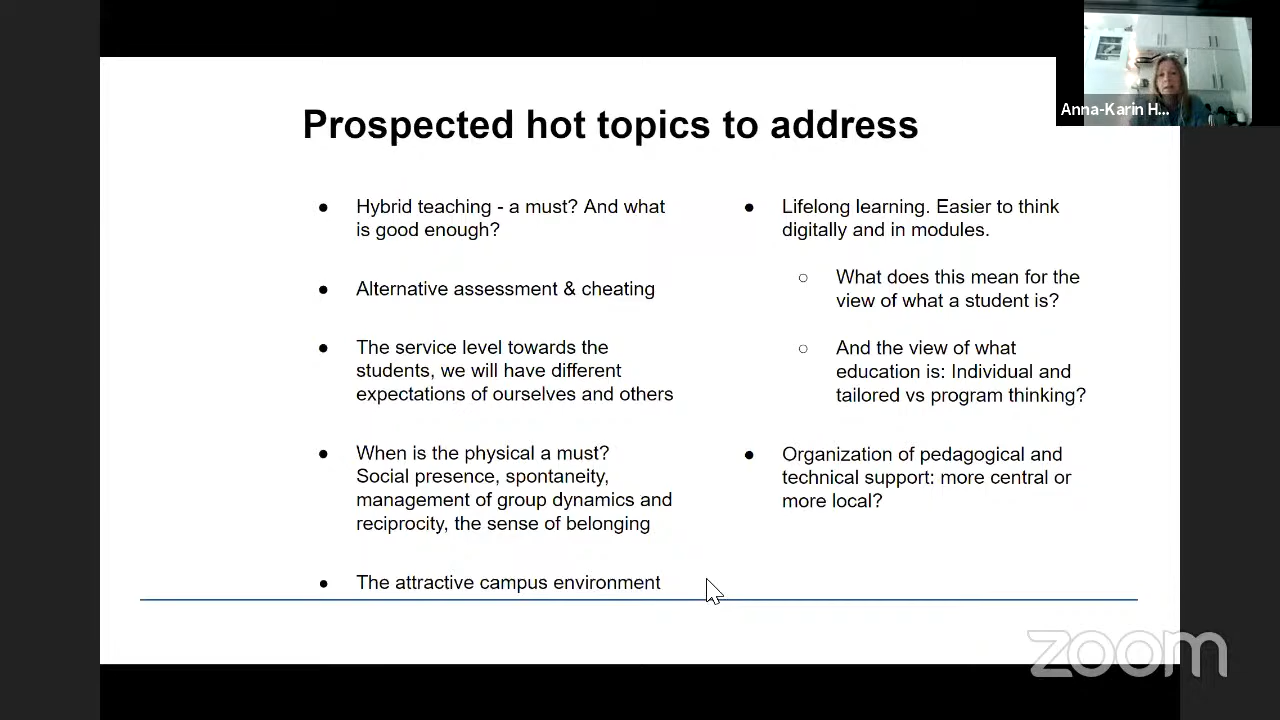 Prospected hot topics to address
● Hybrid teaching - a must? And what
is good enough?
● Alternative assessment & cheating
● The service level towards the
students, we will have different
expectations of ourselves and others
● When is the physical a must?
Social presence, spontaneity,
management of group dynamics and
reciprocity, the sense of belonging
● The attractive campus environment
● Lifelong learning. Easier to think
digitally and in modules.
○ What does this mean for the
view of what a student is?
○ And the view of what
education is: Individual and
tailored vs program thinking?
● Organization of pedagogical and
technical support: more central or
more local?
Anna-Karin H...
zoom